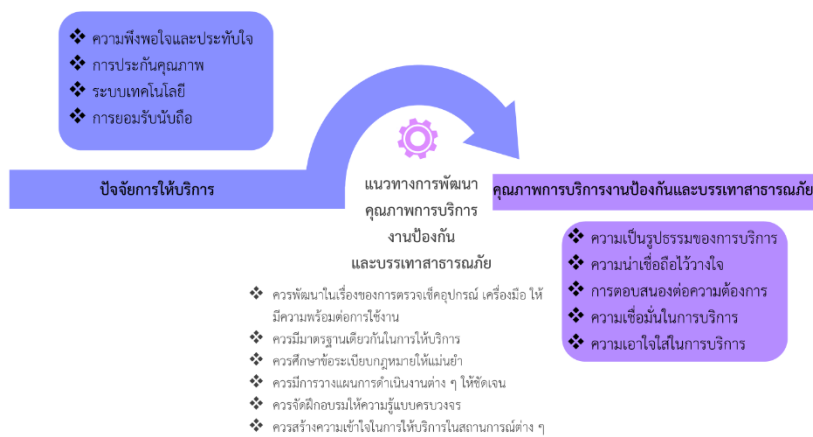 ❖ ความพึงพอใจและประทับใจ
❖ การประกันคุณภาพ
❖ ระบบเทคโนโลยี
❖ การยอมรับนับถือ
ปัจจัยการให้บริการ
แนวทางการพัฒนา
คุณภาพการบริการ
งานป้องกัน
และบรรเทาสาธารณภัย
❖ ควรพัฒนาในเรื่องของการตรวจเช็คอุปกรณ์ เครื่องมือ ให้
มีความพร้อมต่อการใช้งาน
❖ ควรมีมาตรฐานเดียวกันในการให้บริการ
❖ ควรศึกษาข้อระเบียบกฎหมายให้แม่นยำ
❖ ควรมีการวางแผนการดำเนินงานต่าง ๆ ให้ชัดเจน
❖ ควรจัดฝึกอบรมให้ความรู้แบบครบวงจร
❖ ควรสร้างความเข้าใจในการให้บริการในสถานการณ์ต่าง ๆ
คุณภาพการบริการงานป้องกันและบรรเทาสาธารณภัย
❖ ความเป็นรูปธรรมของการบริการ
❖ ความน่าเชื่อถือไว้วางใจ
❖ การตอบสนองต่อความต้องการ
❖ ความเชื่อมั่นในการบริการ
❖ ความเอาใจใส่ในการบริการ